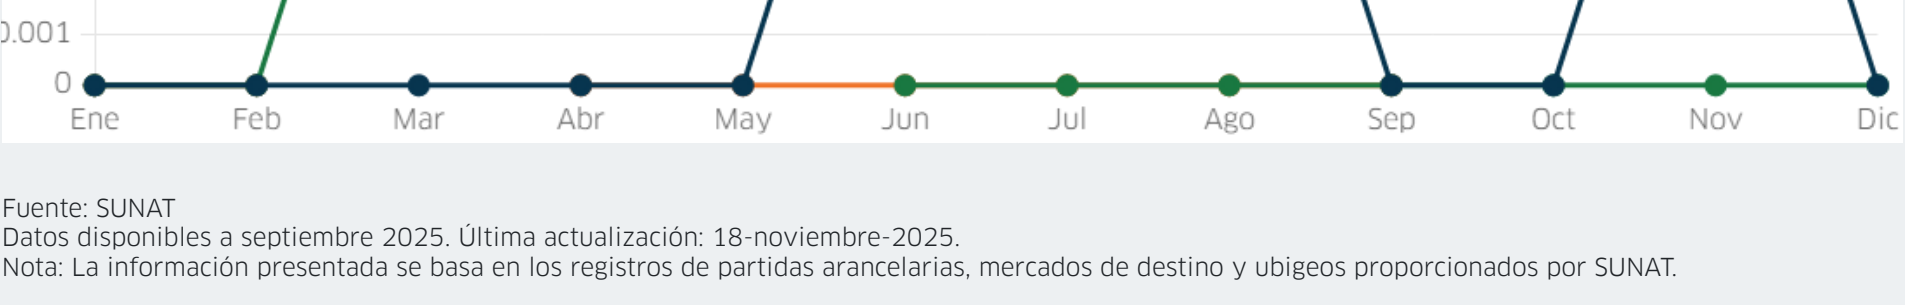 0.001
0
Ene Feb Mar Abr May Jun Jul Ago Sep Oct Nov Dic
Fuente: SUNAT
Datos disponibles a septiembre 2025. Última actualización: 18-noviembre-2025.
Nota: La información presentada se basa en los registros de partidas arancelarias, mercados de destino y ubigeos proporcionados por SUNAT.